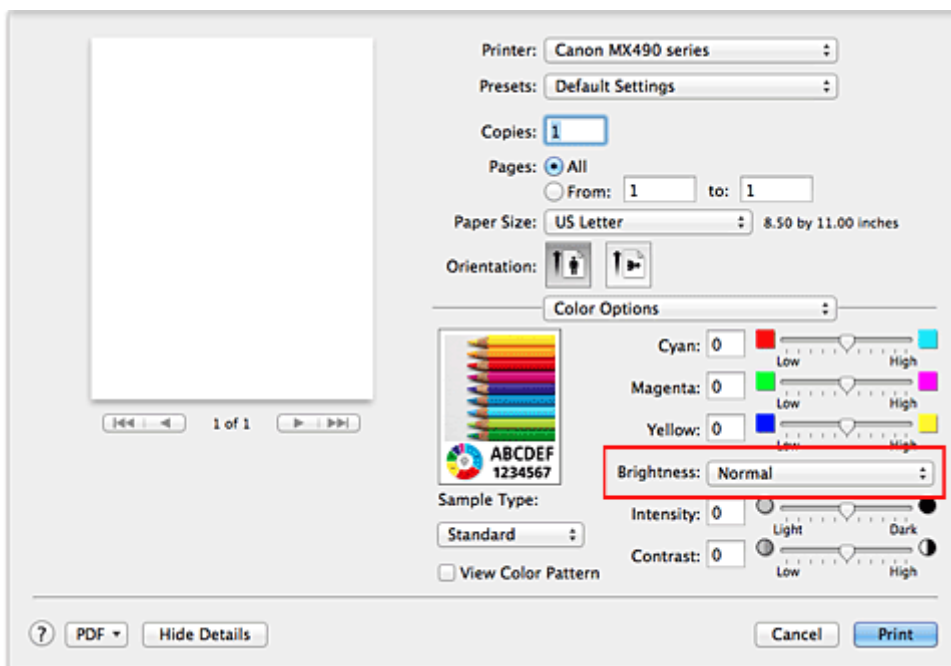 Printer: Canon MX490 series
Presets: Default Settings
Copies: 1
Pages: All
From: 1 to: 1
Paper Size: US Letter 8.50 by 11.00 inches
Orientation:
Color Options
Cyan: 0
Low High
Magenta: 0
Low High
Yellow: 0
Low High
ABCDEF
1234567
Brightness: Normal
Sample Type:
Standard
Intensity: 0
Light Dark
Contrast: 0
Low High
View Color Pattern
1 of 1
? PDF Hide Details Cancel Print